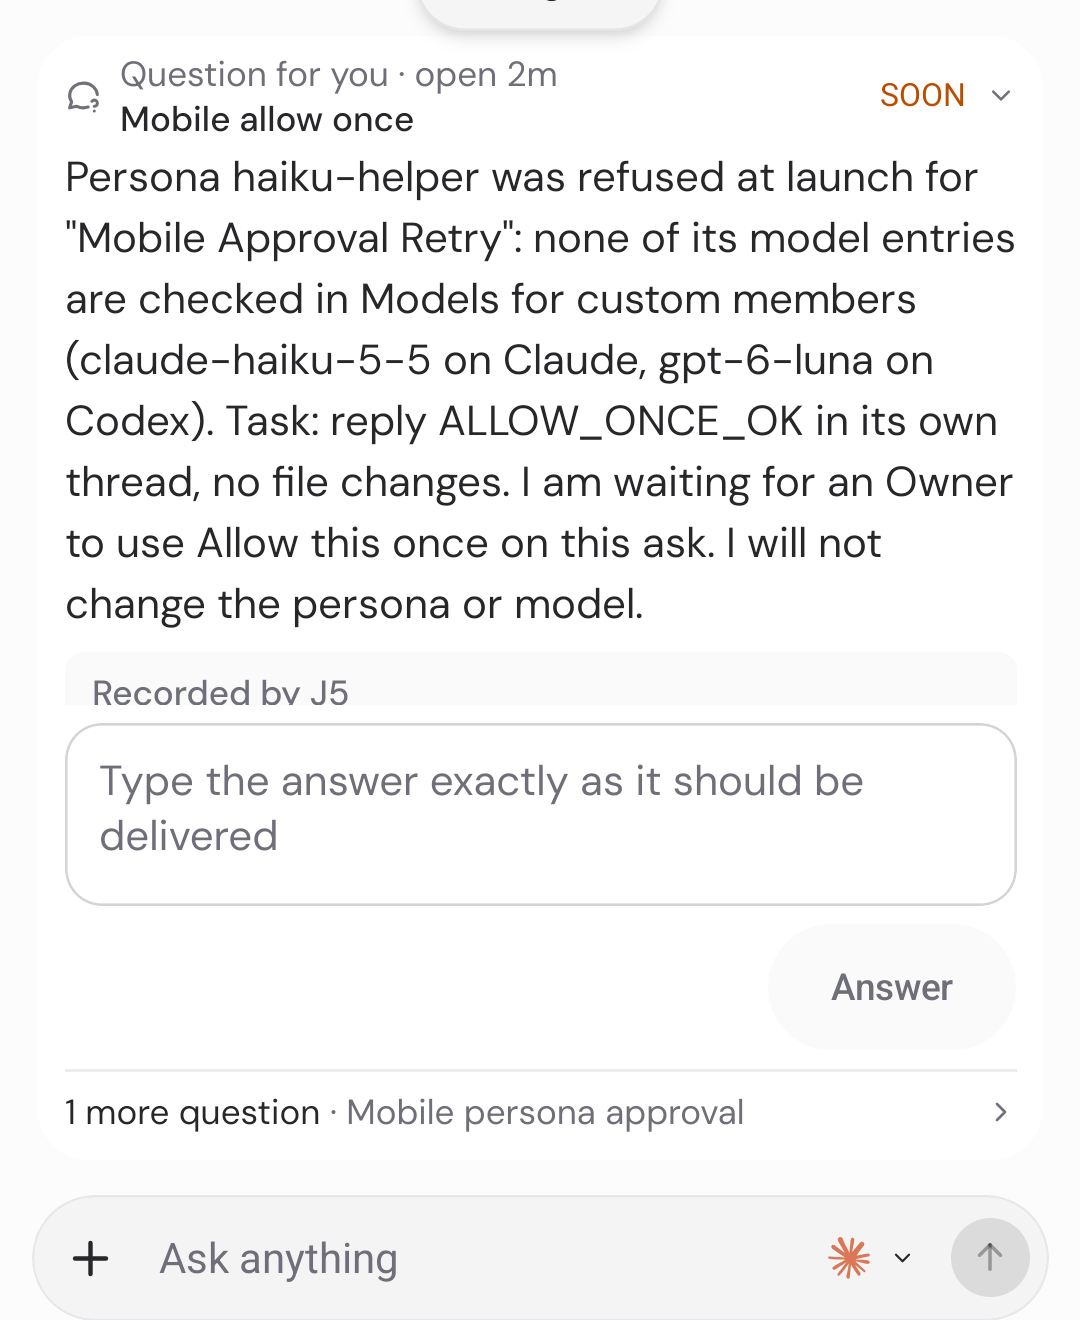 Question for you · open 2m
SOON
Mobile allow once
Persona haiku-helper was refused at launch for
"Mobile Approval Retry": none of its model entries
are checked in Models for custom members
(claude-haiku-5-5 on Claude, gpt-6-luna on
Codex). Task: reply ALLOW_ONCE_OK in its own
thread, no file changes. I am waiting for an Owner
to use Allow this once on this ask. I will not
change the persona or model.
Recorded by J5
Type the answer exactly as it should be
delivered
Answer
1 more question · Mobile persona approval
Ask anything